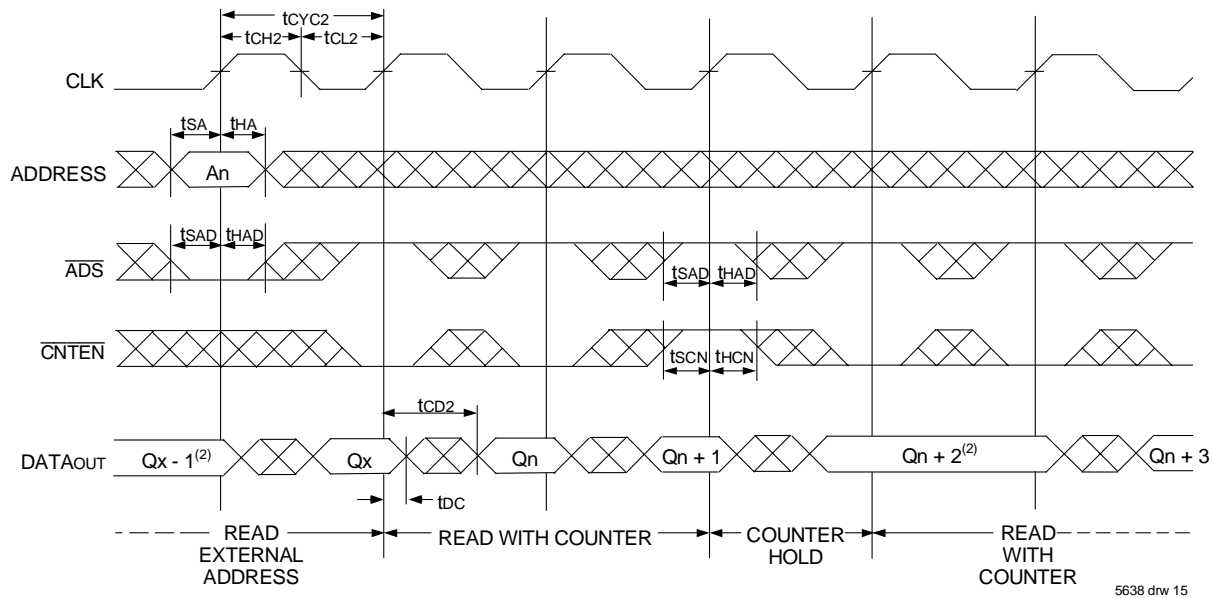 tCYC2
tCH2 tCL2
CLK
tSA tHA
ADDRESS An
tSAD tHAD
ADS
tSAD tHAD
CNTEN
tSCN tHCN
tCD2
DATAOUT Qx - 1(2) Qx Qn Qn + 1 Qn + 2(2) Qn + 3
tDC
READ EXTERNAL ADDRESS
READ WITH COUNTER
COUNTER HOLD
READ WITH COUNTER
5638 drw 15